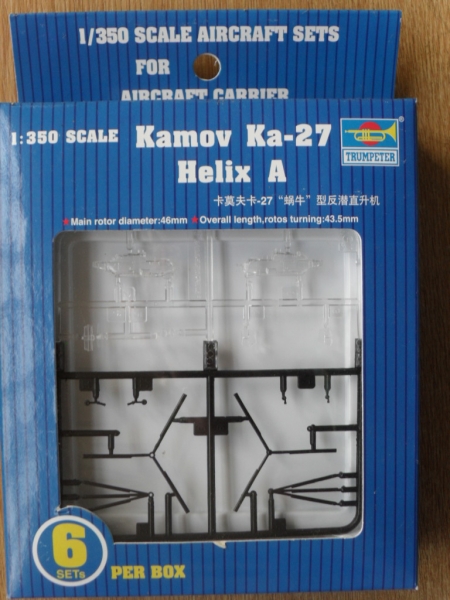 1/350 SCALE AIRCRAFT SETS
FOR
AIRCRAFT CARRIER
1:350 SCALE
Kamov Ka-27
Helix A
TRUMPETER
卡莫夫卡-27 “蜗牛” 型反潜直升机
★Main rotor diameter:46mm ★Overall length,rotos turning:43.5mm
6
SETs
PER BOX